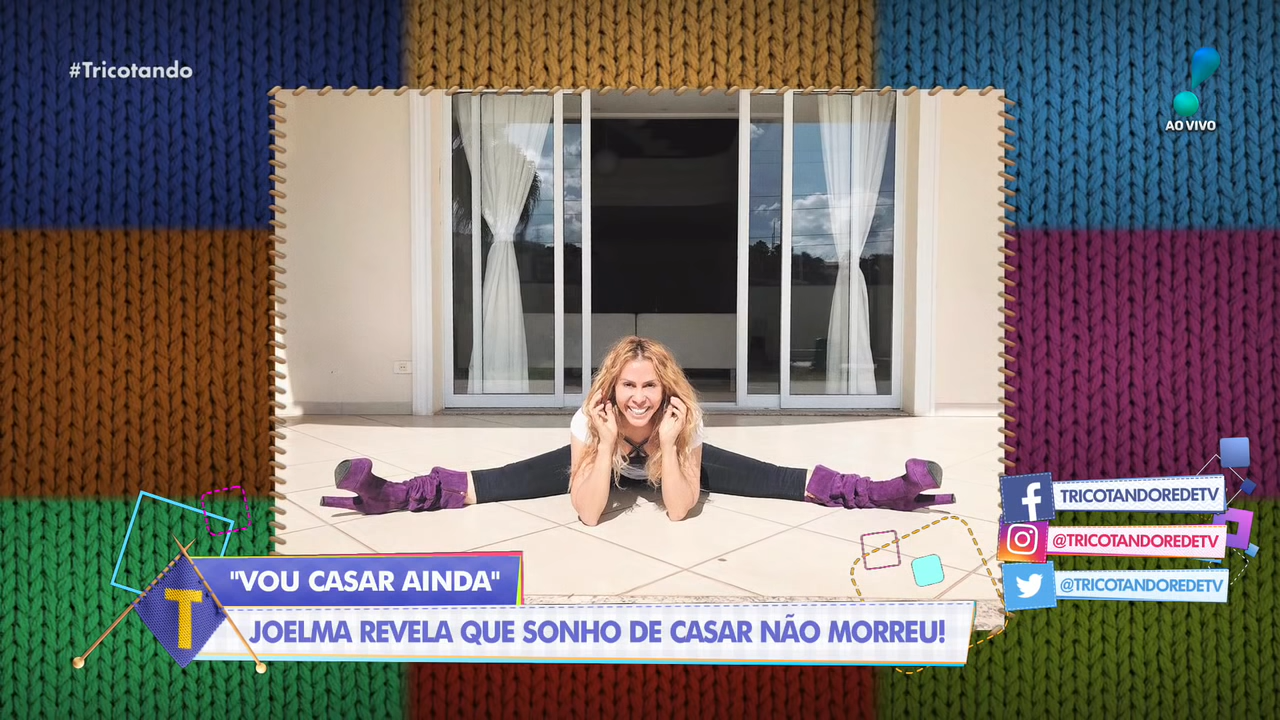 #Tricotando
AO VIVO
TRICOTANDOREDETV
@TRICOTANDOREDETV
@TRICOTANDOREDETV
"VOU CASAR AINDA"
T
JOELMA REVELA QUE SONHO DE CASAR NÃO MORREU!